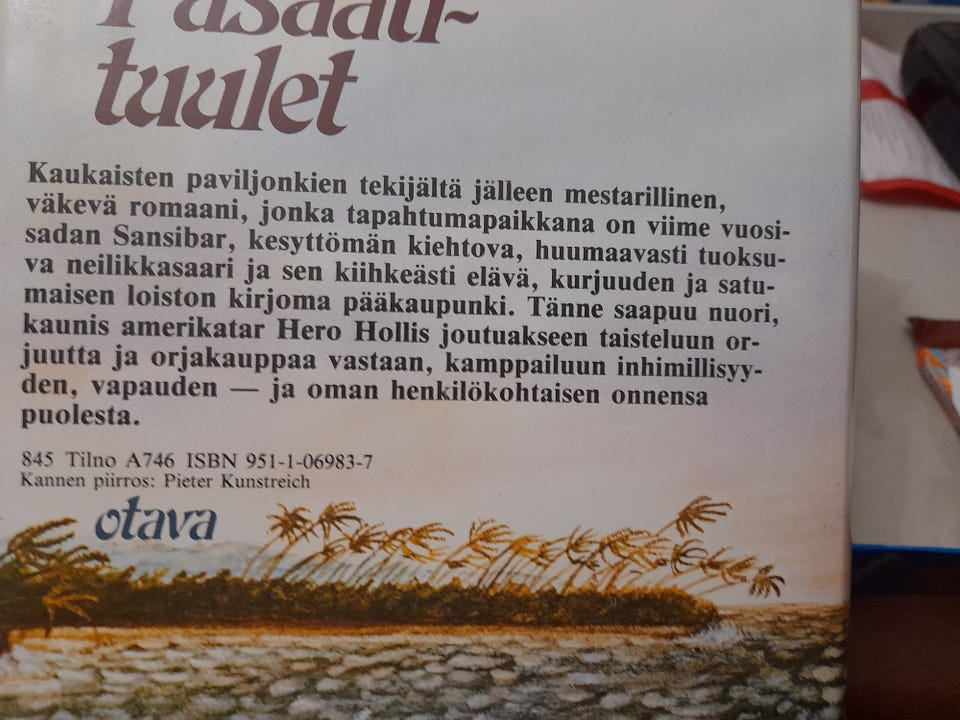 Pasaati-
tuulet
Kaukaisten paviljonkien tekijältä jälleen mestarillinen,
väkevä romaani, jonka tapahtumapaikkana on viime vuosi-
sadan Sansibar, kesyttömän kiehtova, huumaavasti tuoksu-
va neilikkasaari ja sen kiihkeästi elävä, kurjuuden ja satu-
maisen loiston kirjoma pääkaupunki. Tänne saapuu nuori,
kaunis amerikatar Hero Hollis joutuakseen taisteluun or-
juutta ja orjakauppaa vastaan, kamppailuun inhimillisyy-
den, vapauden — ja oman henkilökohtaisen onnensa
puolesta.
845 Tilno A746 ISBN 951-1-06983-7
Kannen piirros: Pieter Kunstreich
otava